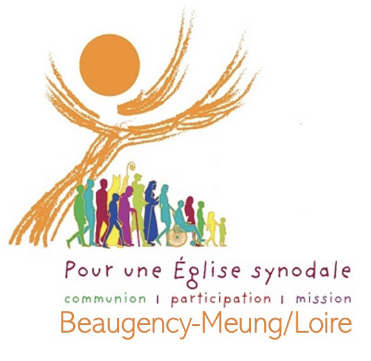 Pour une Église synodale
communion | participation | mission
Beaugency-Meung/Loire